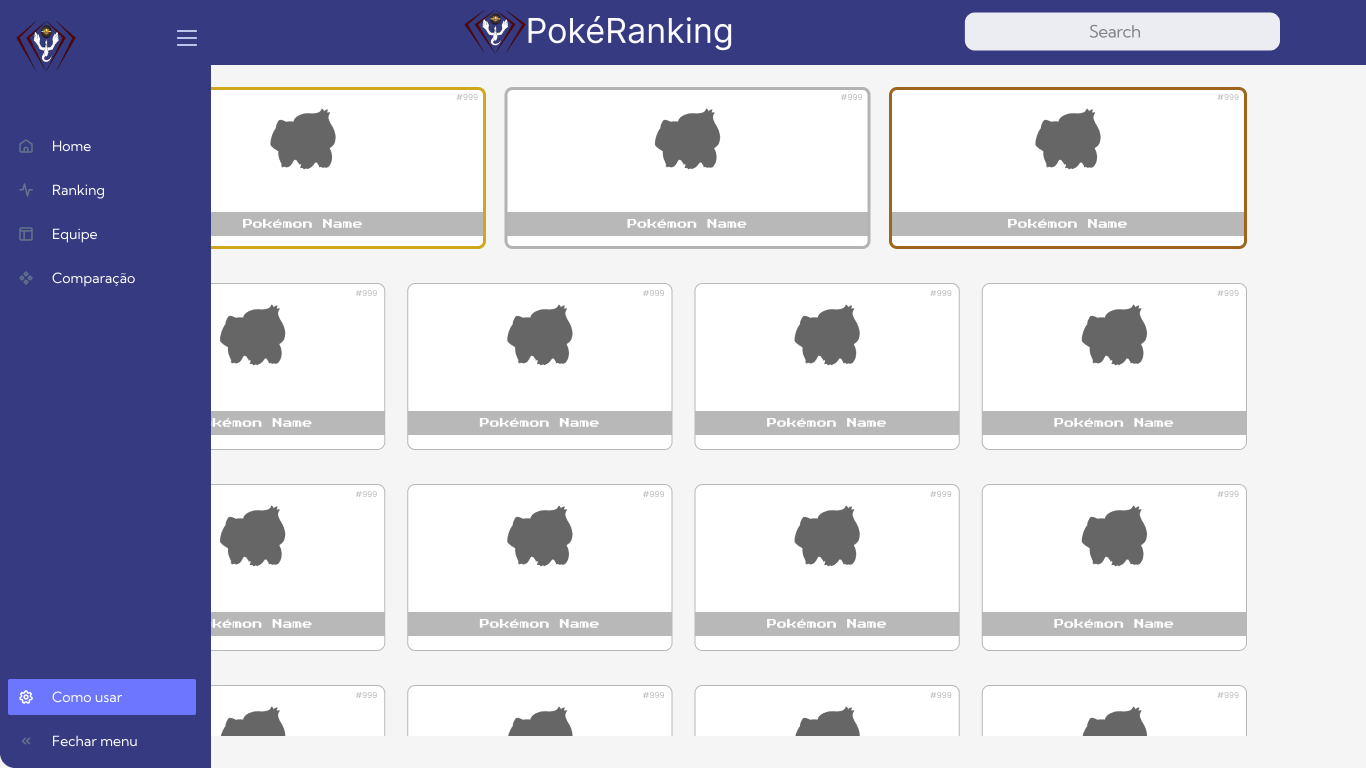 PokéRanking
Search
Home
Ranking
Equipe
Comparação
Como usar
Fechar menu
#999
#999
#999
Pokémon Name
Pokémon Name
Pokémon Name
#999
#999
#999
#999
kémon Name
Pokémon Name
Pokémon Name
Pokémon Name
#999
#999
#999
#999
kémon Name
Pokémon Name
Pokémon Name
Pokémon Name
#999
#999
#999
#999